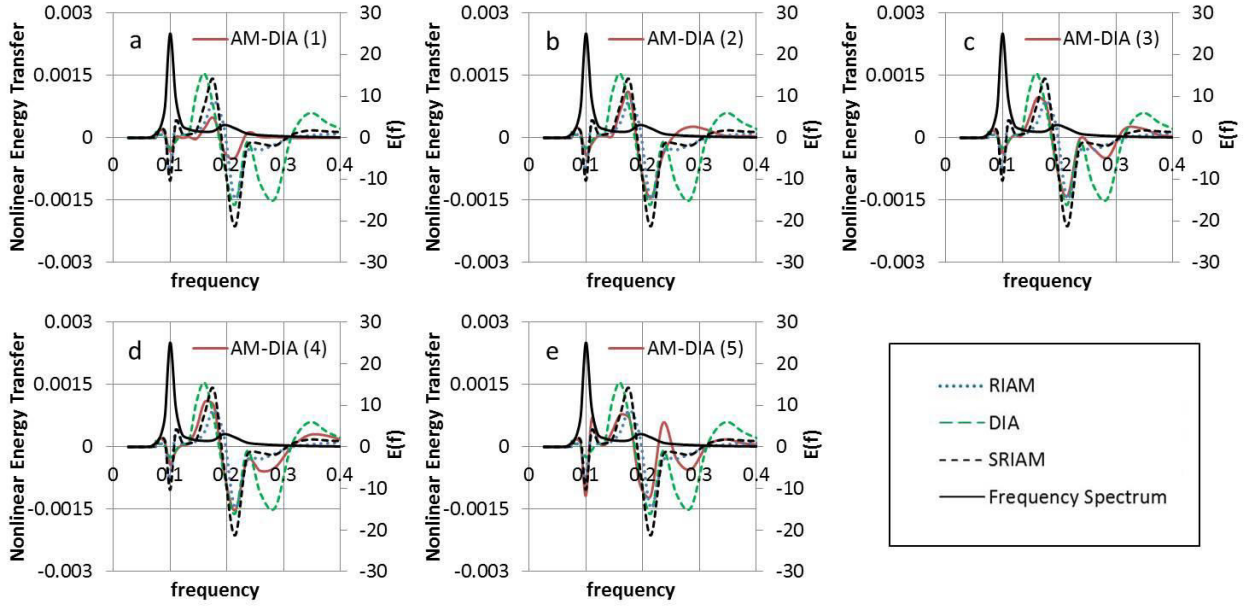 a
AM-DIA (1)
0.003
0.0015
0
-0.0015
-0.003
30
20
10
0
-10
-20
-30
0
0.1
0.2
0.3
0.4
Nonlinear Energy Transfer
E(f)
frequency
b
AM-DIA (2)
0.003
0.0015
0
-0.0015
-0.003
30
20
10
0
-10
-20
-30
0
0.1
0.2
0.3
0.4
Nonlinear Energy Transfer
E(f)
frequency
c
AM-DIA (3)
0.003
0.0015
0
-0.0015
-0.003
30
20
10
0
-10
-20
-30
0
0.1
0.2
0.3
0.4
Nonlinear Energy Transfer
E(f)
frequency
d
AM-DIA (4)
0.003
0.0015
0
-0.0015
-0.003
30
20
10
0
-10
-20
-30
0
0.1
0.2
0.3
0.4
Nonlinear Energy Transfer
E(f)
frequency
e
AM-DIA (5)
0.003
0.0015
0
-0.0015
-0.003
30
20
10
0
-10
-20
-30
0
0.1
0.2
0.3
0.4
Nonlinear Energy Transfer
E(f)
frequency
RIAM
DIA
SRIAM
Frequency Spectrum